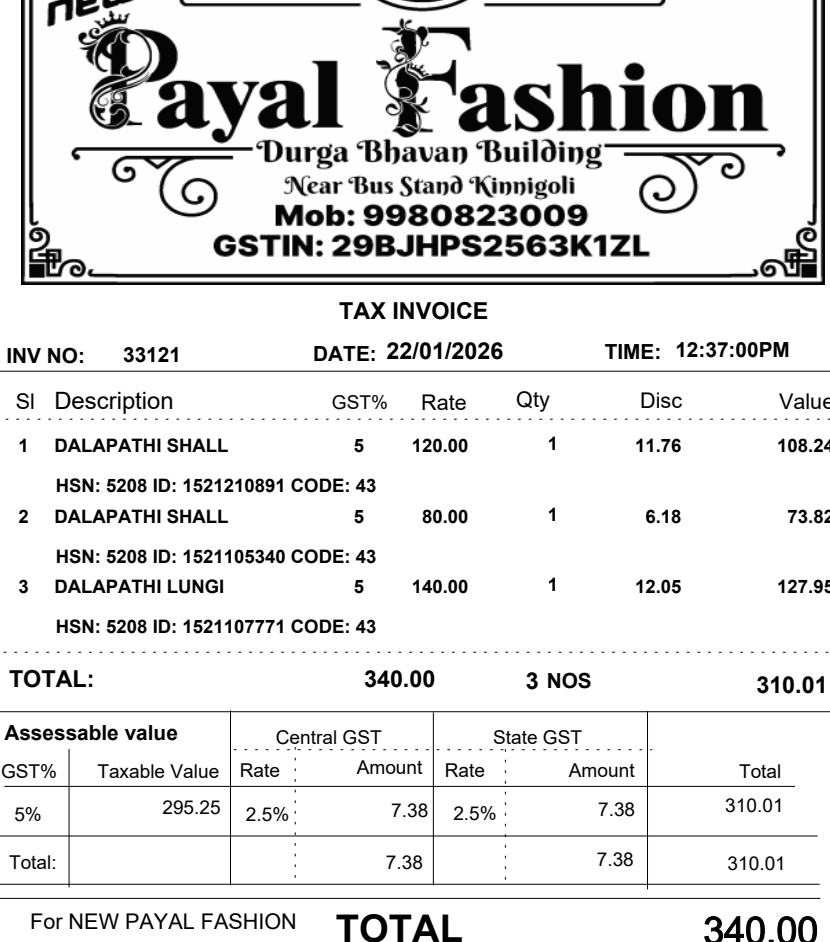 new
Payal Fashion
Durga Bhavan Building
Near Bus Stand Kinnigoli
Mob: 9980823009
GSTIN: 29BJHPS2563K1ZL
TAX INVOICE
INV NO: 33121 DATE: 22/01/2026 TIME: 12:37:00PM
Sl Description GST% Rate Qty Disc Value
1 DALAPATHI SHALL 5 120.00 1 11.76 108.24
HSN: 5208 ID: 1521210891 CODE: 43
2 DALAPATHI SHALL 5 80.00 1 6.18 73.82
HSN: 5208 ID: 1521105340 CODE: 43
3 DALAPATHI LUNGI 5 140.00 1 12.05 127.95
HSN: 5208 ID: 1521107771 CODE: 43
TOTAL: 340.00 3 NOS 310.01
Assessable value Central GST State GST
GST% Taxable Value Rate Amount Rate Amount Total
5% 295.25 2.5% 7.38 2.5% 7.38 310.01
Total: 7.38 7.38 310.01
For NEW PAYAL FASHION TOTAL 340.00